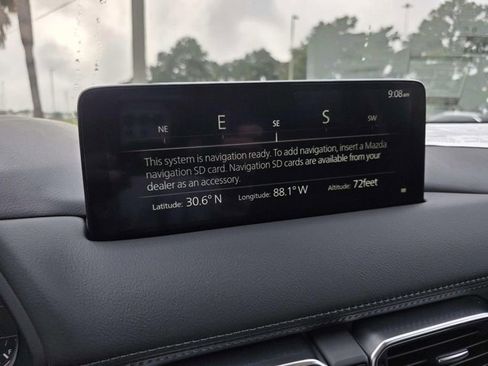 9:08am
NE E SE S SW
This system is navigation ready. To add navigation, insert a Mazda
navigation SD card. Navigation SD cards are available from your
dealer as an accessory.
Latitude: 30.6° N Longitude: 88.1° W Altitude: 72feet